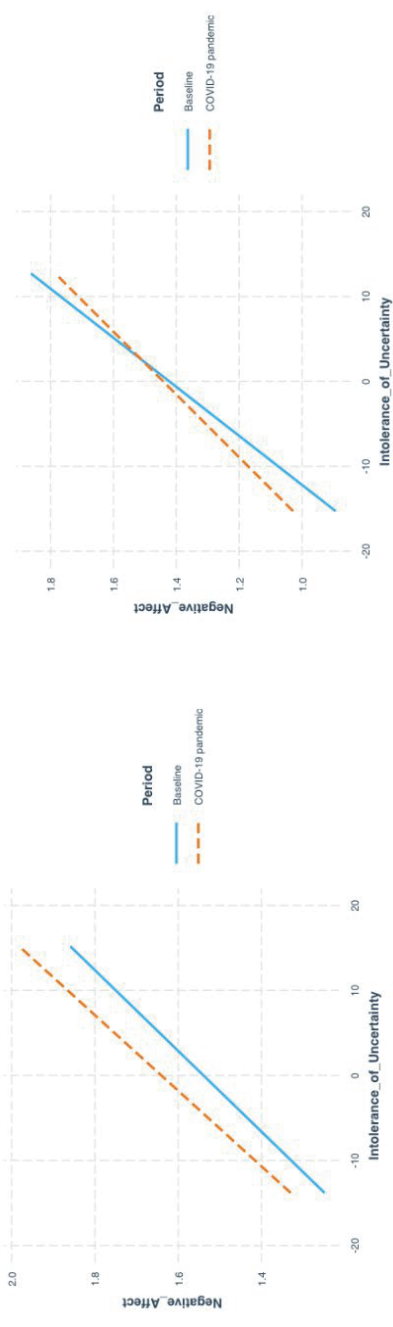 2.0
1.8
1.6
1.4
Negative_Affect
-20
-10
0
10
20
Intolerance_of_Uncertainty
Period
Baseline
COVID-19 pandemic
1.8
1.6
1.4
1.2
1.0
Negative_Affect
-20
-10
0
10
20
Intolerance_of_Uncertainty
Period
Baseline
COVID-19 pandemic